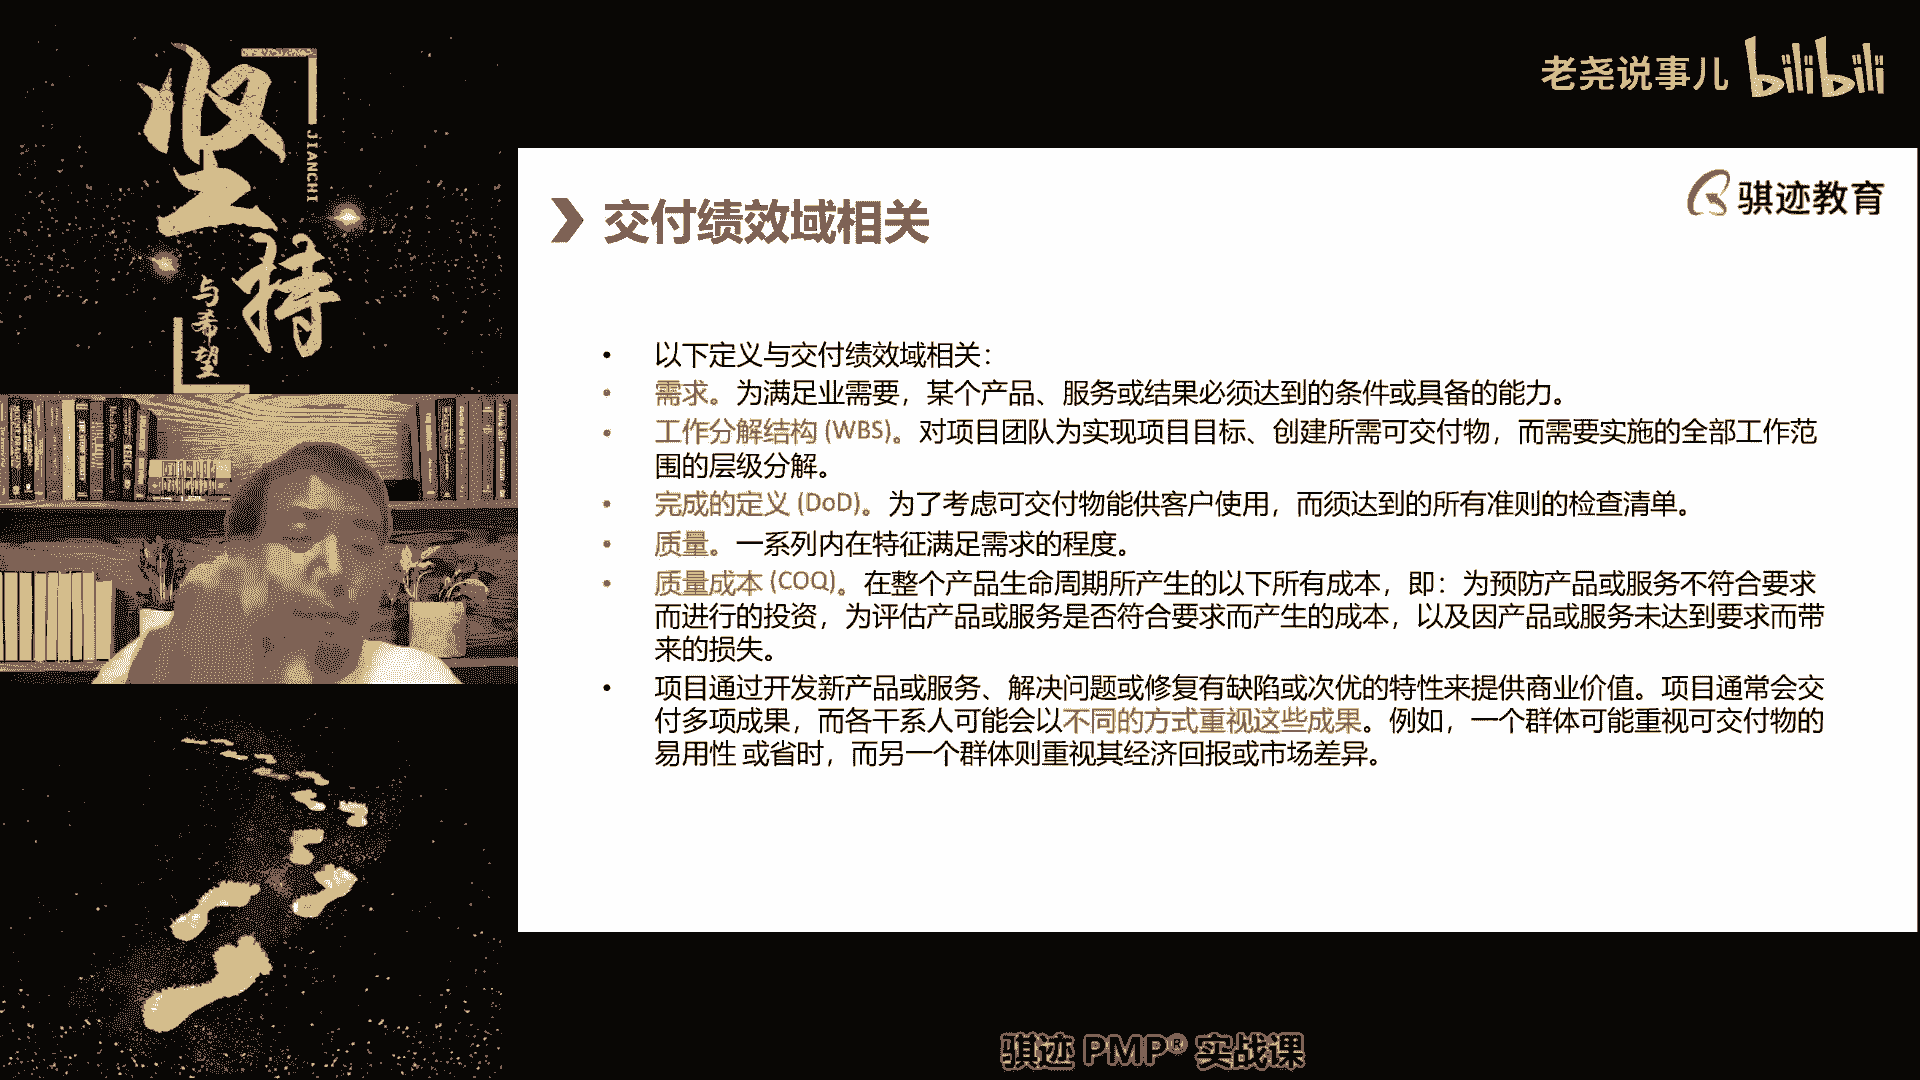 坚持
JIANCHI
与希望
老尧说事儿 bilibili
骐迹教育
交付绩效域相关
• 以下定义与交付绩效域相关：
• 需求。为满足业需要，某个产品、服务或结果必须达到的条件或具备的能力。
• 工作分解结构 (WBS)。对项目团队为实现项目目标、创建所需可交付物，而需要实施的全部工作范
围的层级分解。
• 完成的定义 (DoD)。为了考虑可交付物能供客户使用，而须达到的所有准则的检查清单。
• 质量。一系列内在特征满足需求的程度。
• 质量成本 (COQ)。在整个产品生命周期所产生的以下所有成本，即：为预防产品或服务不符合要求
而进行的投资，为评估产品或服务是否符合要求而产生的成本，以及因产品或服务未达到要求而带
来的损失。
• 项目通过开发新产品或服务、解决问题或修复有缺陷或次优的特性来提供商业价值。项目通常会交
付多项成果，而各干系人可能会以不同的方式重视这些成果。例如，一个群体可能重视可交付物的
易用性 或省时，而另一个群体则重视其经济回报或市场差异。
骐迹 PMP® 实战课